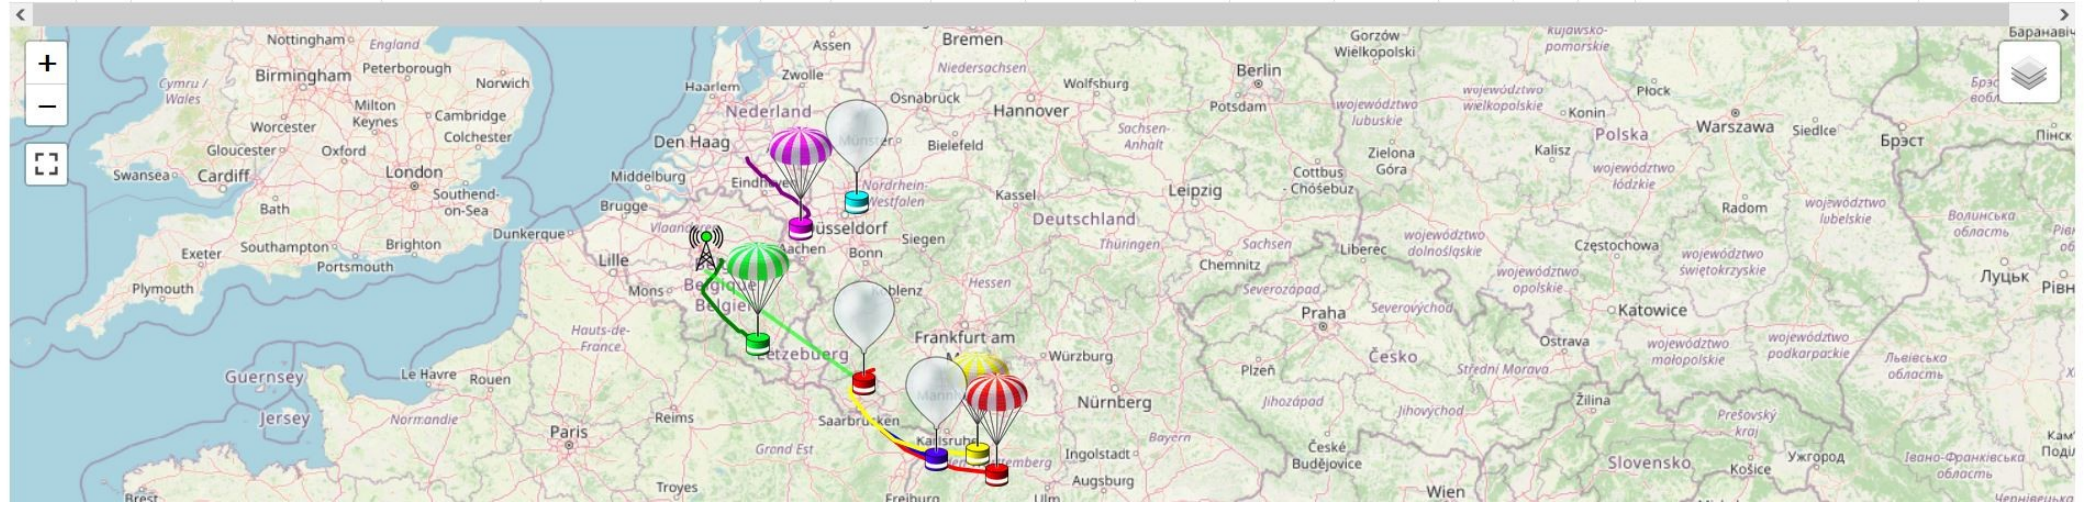 +
−
Nottingham
England
Peterborough
Birmingham
Norwich
Cymru /
Wales
Milton
Keynes
Cambridge
Worcester
Colchester
Gloucester
Oxford
Swansea
Cardiff
London
Southend-
on-Sea
Bath
Exeter
Southampton
Brighton
Portsmouth
Plymouth
Guernsey
Jersey
Le Havre
Rouen
Normandie
Paris
Brest
Assen
Bremen
Haarlem
Zwolle
Nederland
Den Haag
Osnabrück
Niedersachsen
Hannover
Wolfsburg
Berlin
Potsdam
Münster
Bielefeld
Sachsen-
Anhalt
Middelburg
Nordrhein-
Westfalen
Brugge
Kassel
Leipzig
Cottbus
- Chóśebuz
Dunkerque
Deutschland
Siegen
Thüringen
Sachsen
Chemnitz
Lille
Aachen
Bonn
Mons
Belgique
België
Hessen
Hauts-de-
France
Frankfurt am
Würzburg
Reims
Saarbrücken
Nürnberg
Grand Est
Karlsruhe
Bayern
Ingolstadt
Augsburg
Troyes
Freiburg
Ulm
Gorzów
Wielkopolski
kujawsko-
pomorskie
Баранавіч
województwo
lubuskie
województwo
wielkopolskie
Płock
Konin
Polska
Warszawa
Siedlce
Брэст
Пінск
Zielona
Góra
Kalisz
województwo
łódzkie
Radom
województwo
lubelskie
Волинська
область
Liberec
województwo
dolnośląskie
Częstochowa
województwo
świętokrzyskie
województwo
opolskie
Луцьк
Рівн
Severozápad
Severovýchod
Praha
Katowice
Ostrava
województwo
małopolskie
województwo
podkarpackie
Львівська
область
Česko
Plzeň
Střední Morava
Jihozápad
Jihovýchod
Žilina
Prešovský
kraj
České
Budějovice
Slovensko
Košice
Ужгород
Івано-Франківська
область
Wien